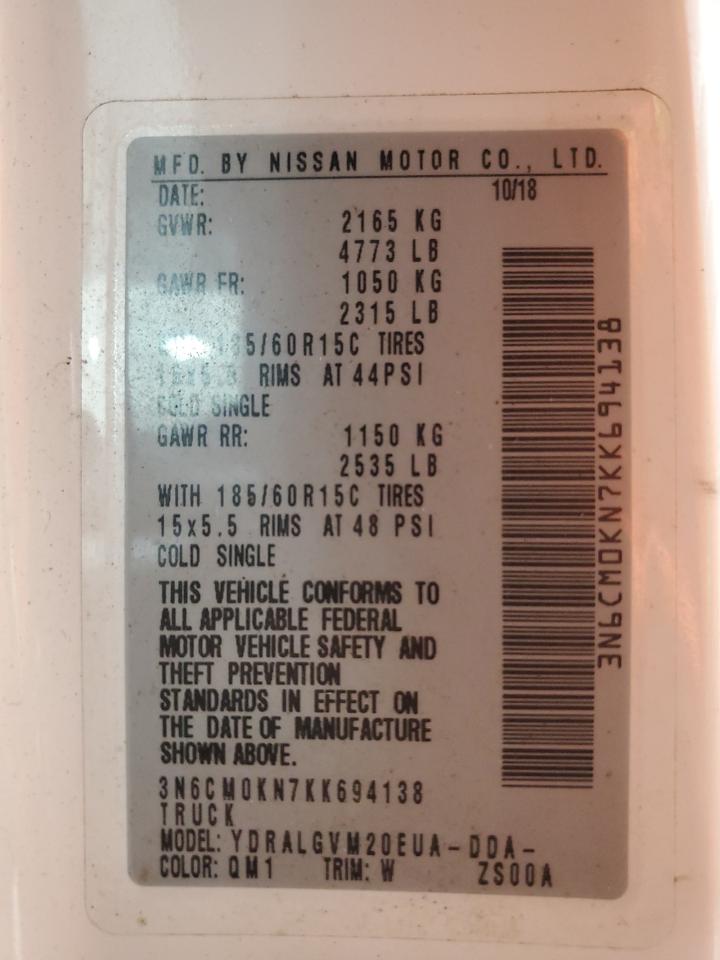 MFD. BY NISSAN MOTOR CO., LTD.
DATE: 10/18
GVWR: 2165 KG
4773 LB
GAWR FR: 1050 KG
2315 LB
185/60R15C TIRES
RIMS AT 44PSI
COLD SINGLE
GAWR RR: 1150 KG
2535 LB
WITH 185/60R15C TIRES
15x5.5 RIMS AT 48 PSI
COLD SINGLE
THIS VEHICLE CONFORMS TO
ALL APPLICABLE FEDERAL
MOTOR VEHICLE SAFETY AND
THEFT PREVENTION
STANDARDS IN EFFECT ON
THE DATE OF MANUFACTURE
SHOWN ABOVE.
3N6CM0KN7KK694138
TRUCK
MODEL: YDRALGVM20EUA-DDA-
COLOR: QM1 TRIM: W ZS00A
3N6CM0KN7KK694138